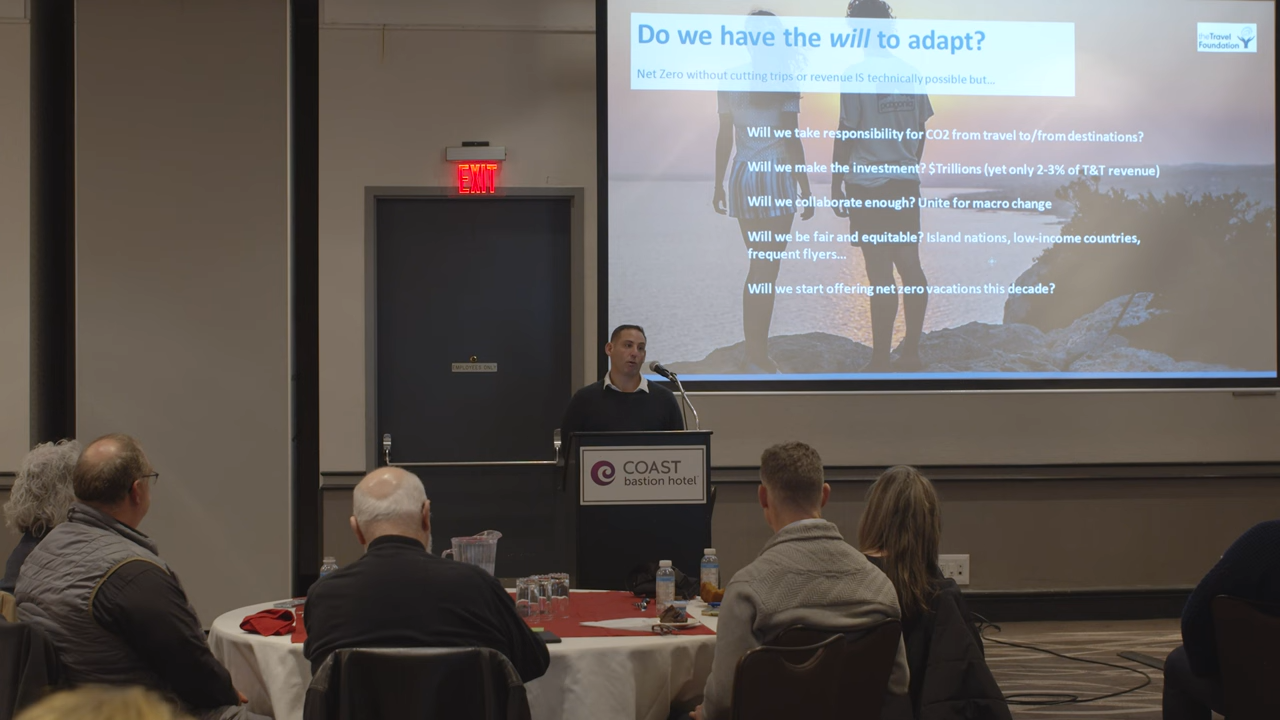 Do we have the will to adapt?
the Travel
Foundation
Net Zero without cutting trips or revenue IS technically possible but...
Will we take responsibility for CO2 from travel to/from destinations?
Will we make the investment? $Trillions (yet only 2-3% of T&T revenue)
Will we collaborate enough? Unite for macro change
Will we be fair and equitable? Island nations, low-income countries,
frequent flyers...
Will we start offering net zero vacations this decade?
EXIT
EMPLOYEES ONLY
COAST
bastion hotel